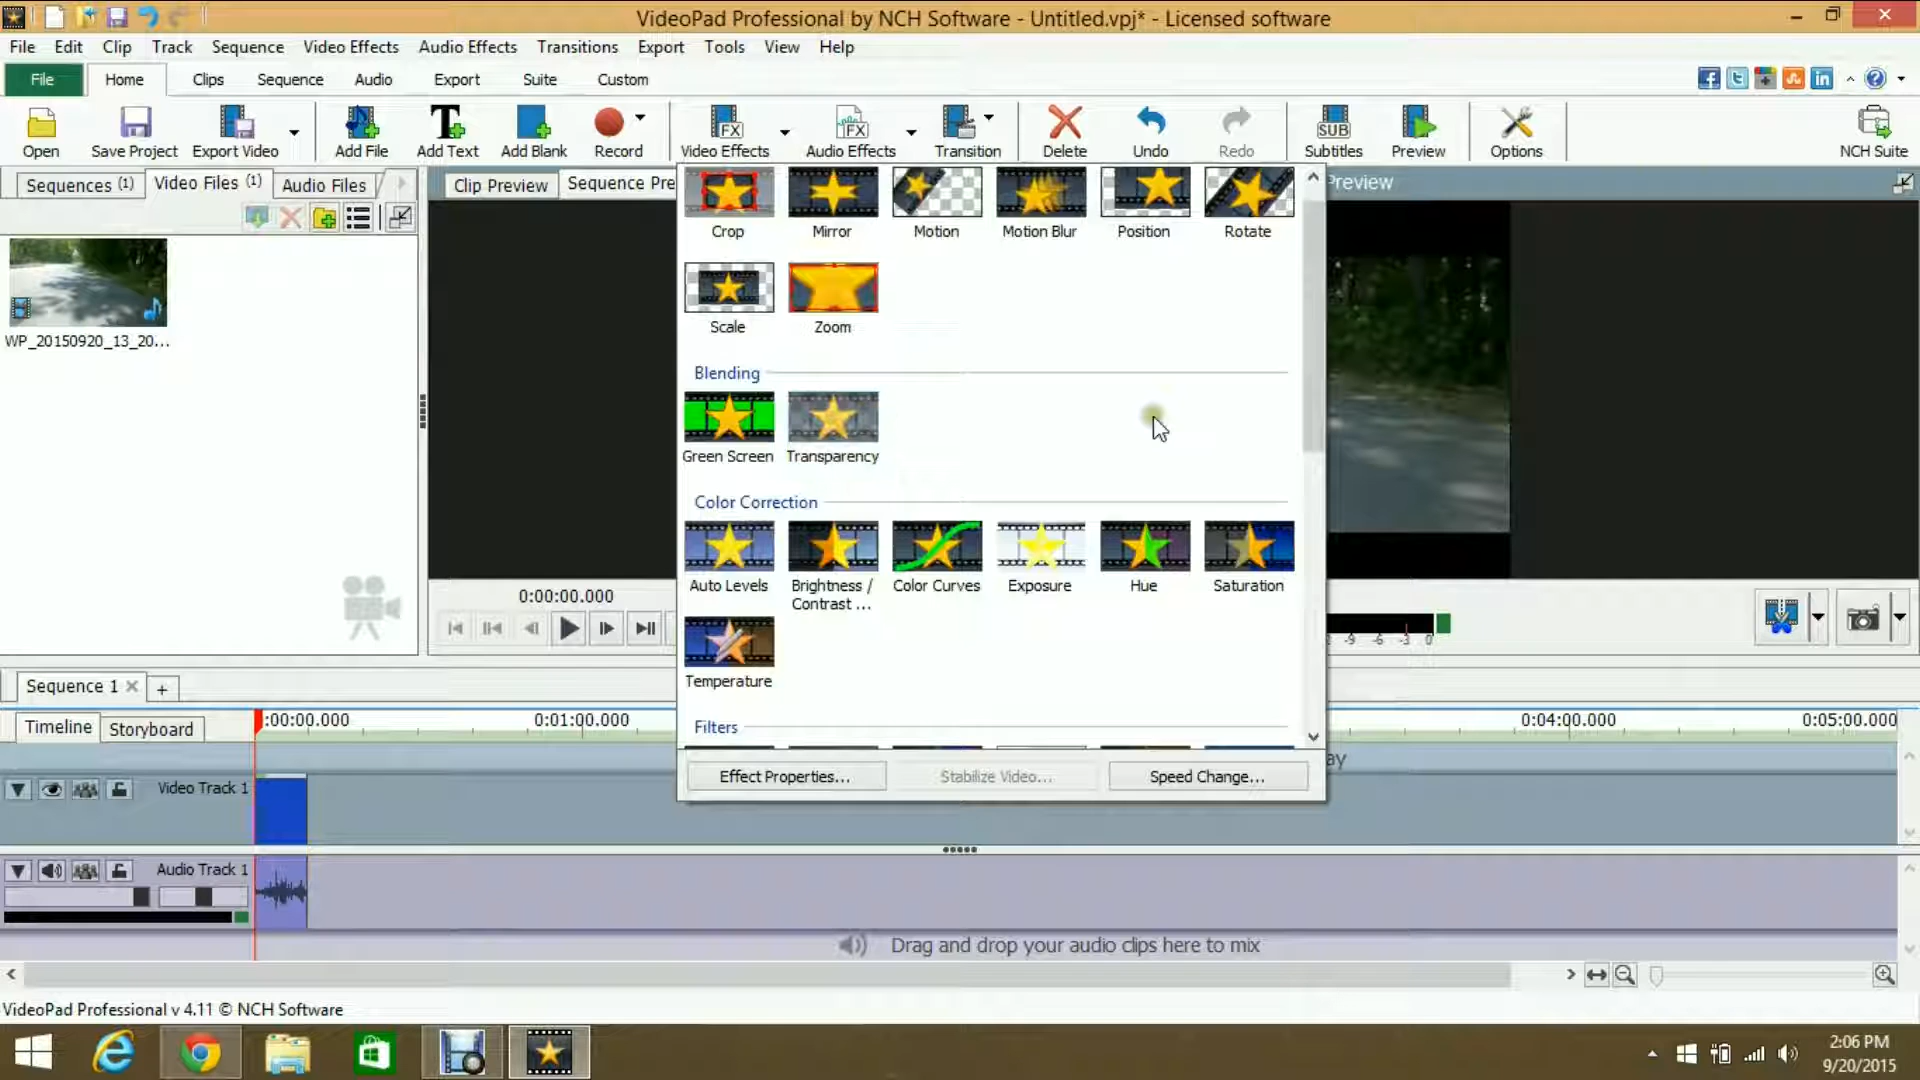 VideoPad Professional by NCH Software - Untitled.vpj* - Licensed software
File Edit Clip Track Sequence Video Effects Audio Effects Transitions Export Tools View Help
File Home Clips Sequence Audio Export Suite Custom
Open Save Project Export Video Add File Add Text Add Blank Record Video Effects Audio Effects Transition Delete Undo Redo Subtitles Preview Options NCH Suite
Sequences (1) Video Files (1) Audio Files Clip Preview Sequence Pre Preview
Crop Mirror Motion Motion Blur Position Rotate
WP_20150920_13_20...
Scale Zoom
Blending
Green Screen Transparency
Color Correction
Auto Levels Brightness / Contrast ... Color Curves Exposure Hue Saturation
0:00:00.000
-9 -6 -3 0
Temperature
Sequence 1
Filters
Timeline Storyboard :00:00.000 0:01:00.000 0:04:00.000 0:05:00.000
ay
Effect Properties... Stabilize Video... Speed Change...
Video Track 1
Audio Track 1
Drag and drop your audio clips here to mix
VideoPad Professional v 4.11 © NCH Software
2:06 PM
9/20/2015